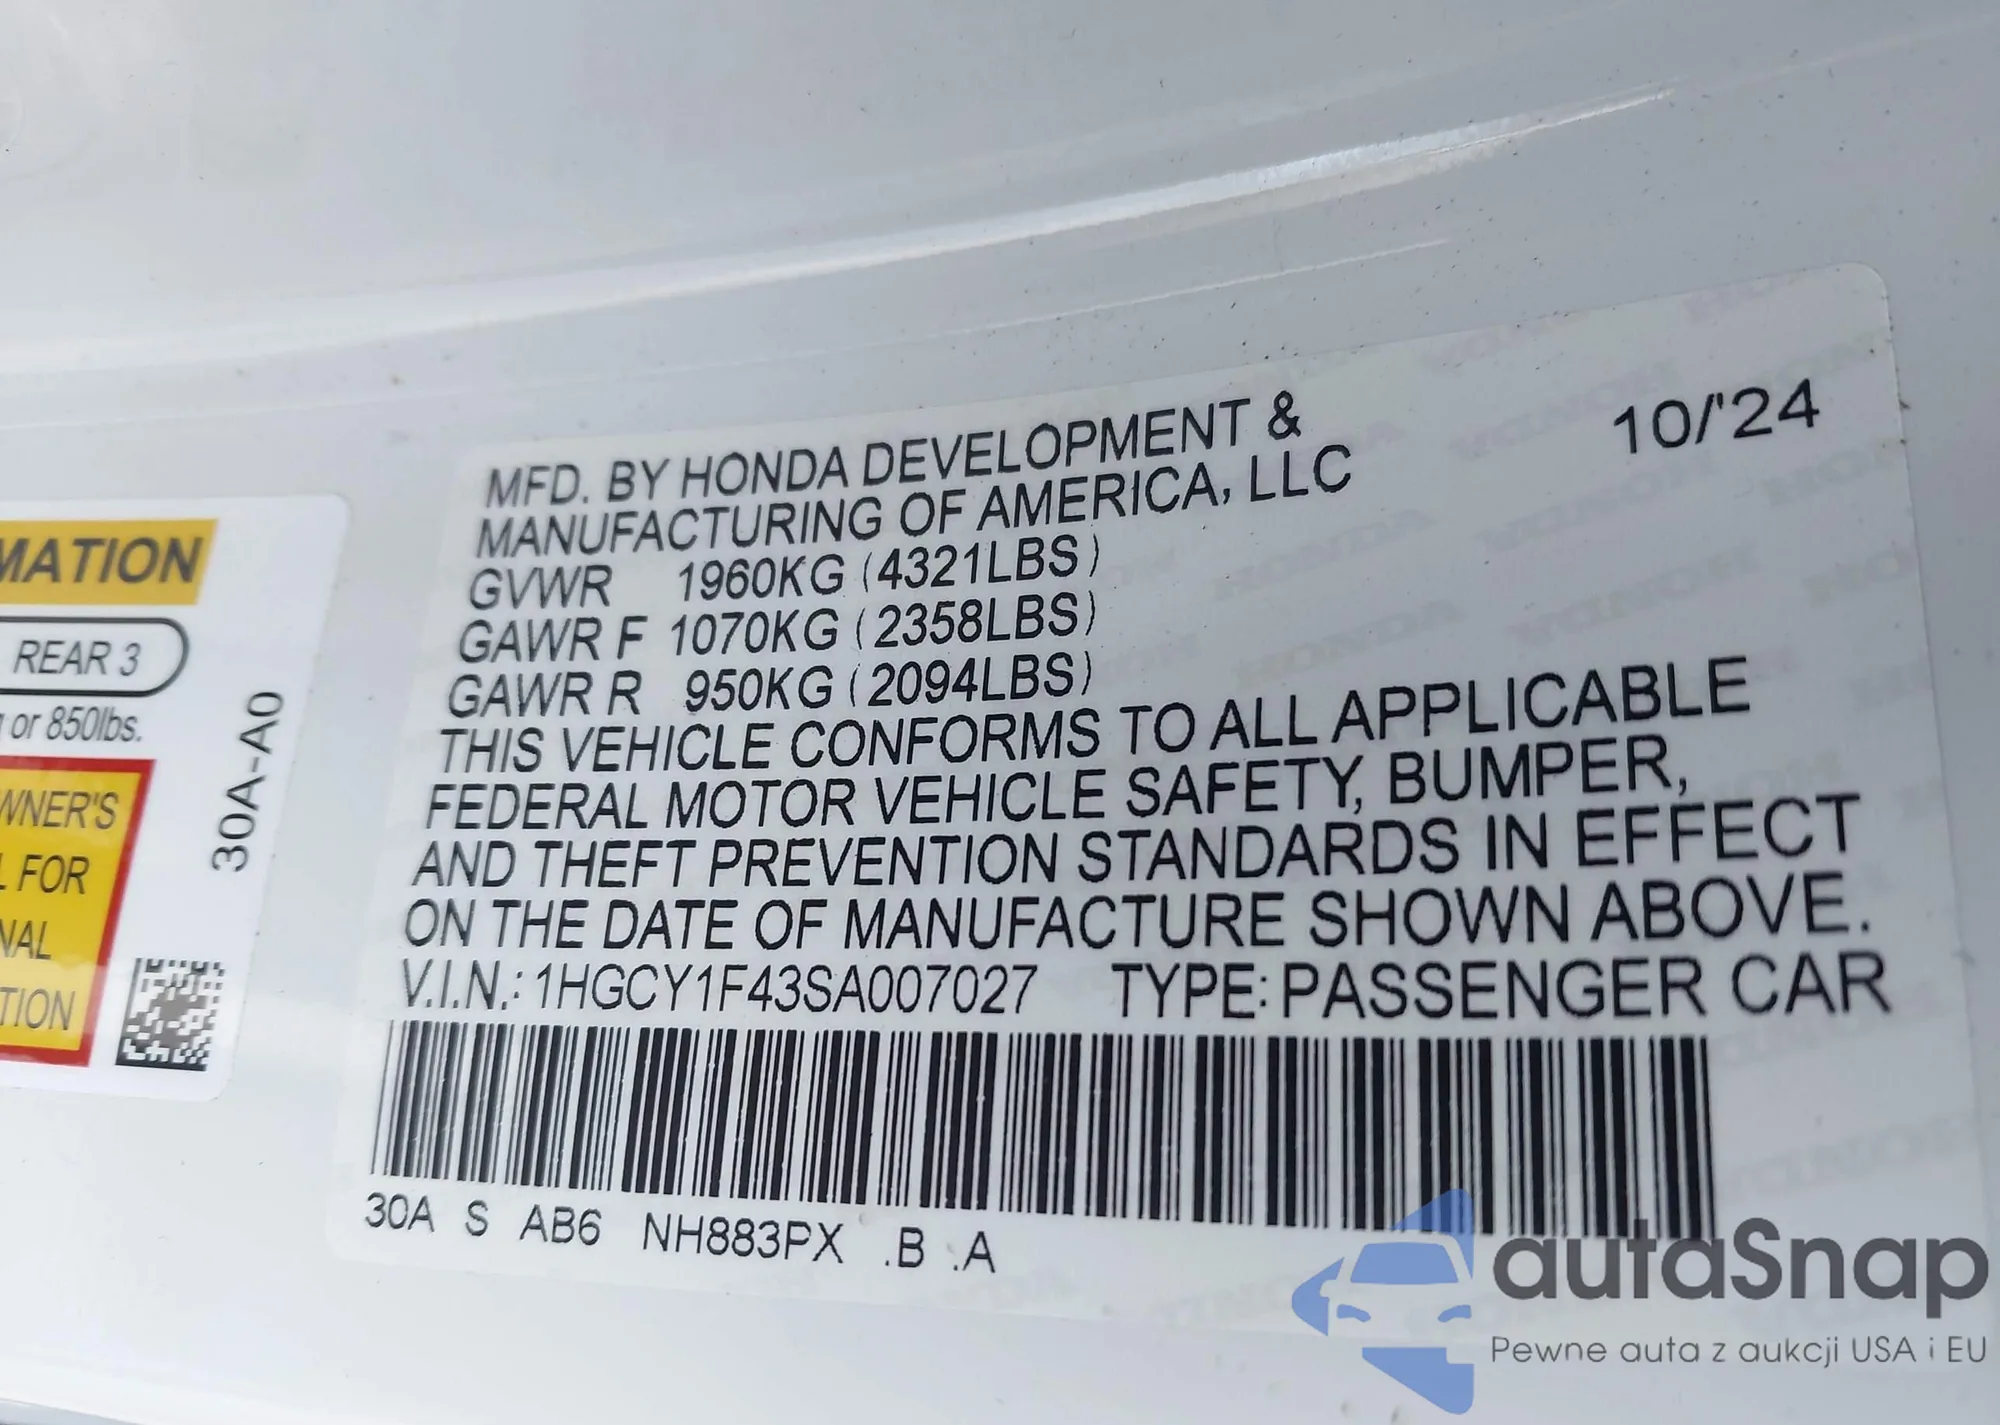 MATION
REAR 3
or 850lbs.
WNER'S
L FOR
NAL
TION
30A-A0
MFD. BY HONDA DEVELOPMENT &
MANUFACTURING OF AMERICA, LLC
10/'24
GVWR 1960KG (4321LBS)
GAWR F 1070KG (2358LBS)
GAWR R 950KG (2094LBS)
THIS VEHICLE CONFORMS TO ALL APPLICABLE
FEDERAL MOTOR VEHICLE SAFETY, BUMPER,
AND THEFT PREVENTION STANDARDS IN EFFECT
ON THE DATE OF MANUFACTURE SHOWN ABOVE.
V.I.N.: 1HGCY1F43SA007027 TYPE: PASSENGER CAR
30A S AB6 NH883PX .B .A
autaSnap
Pewne auta z aukcji USA i EU